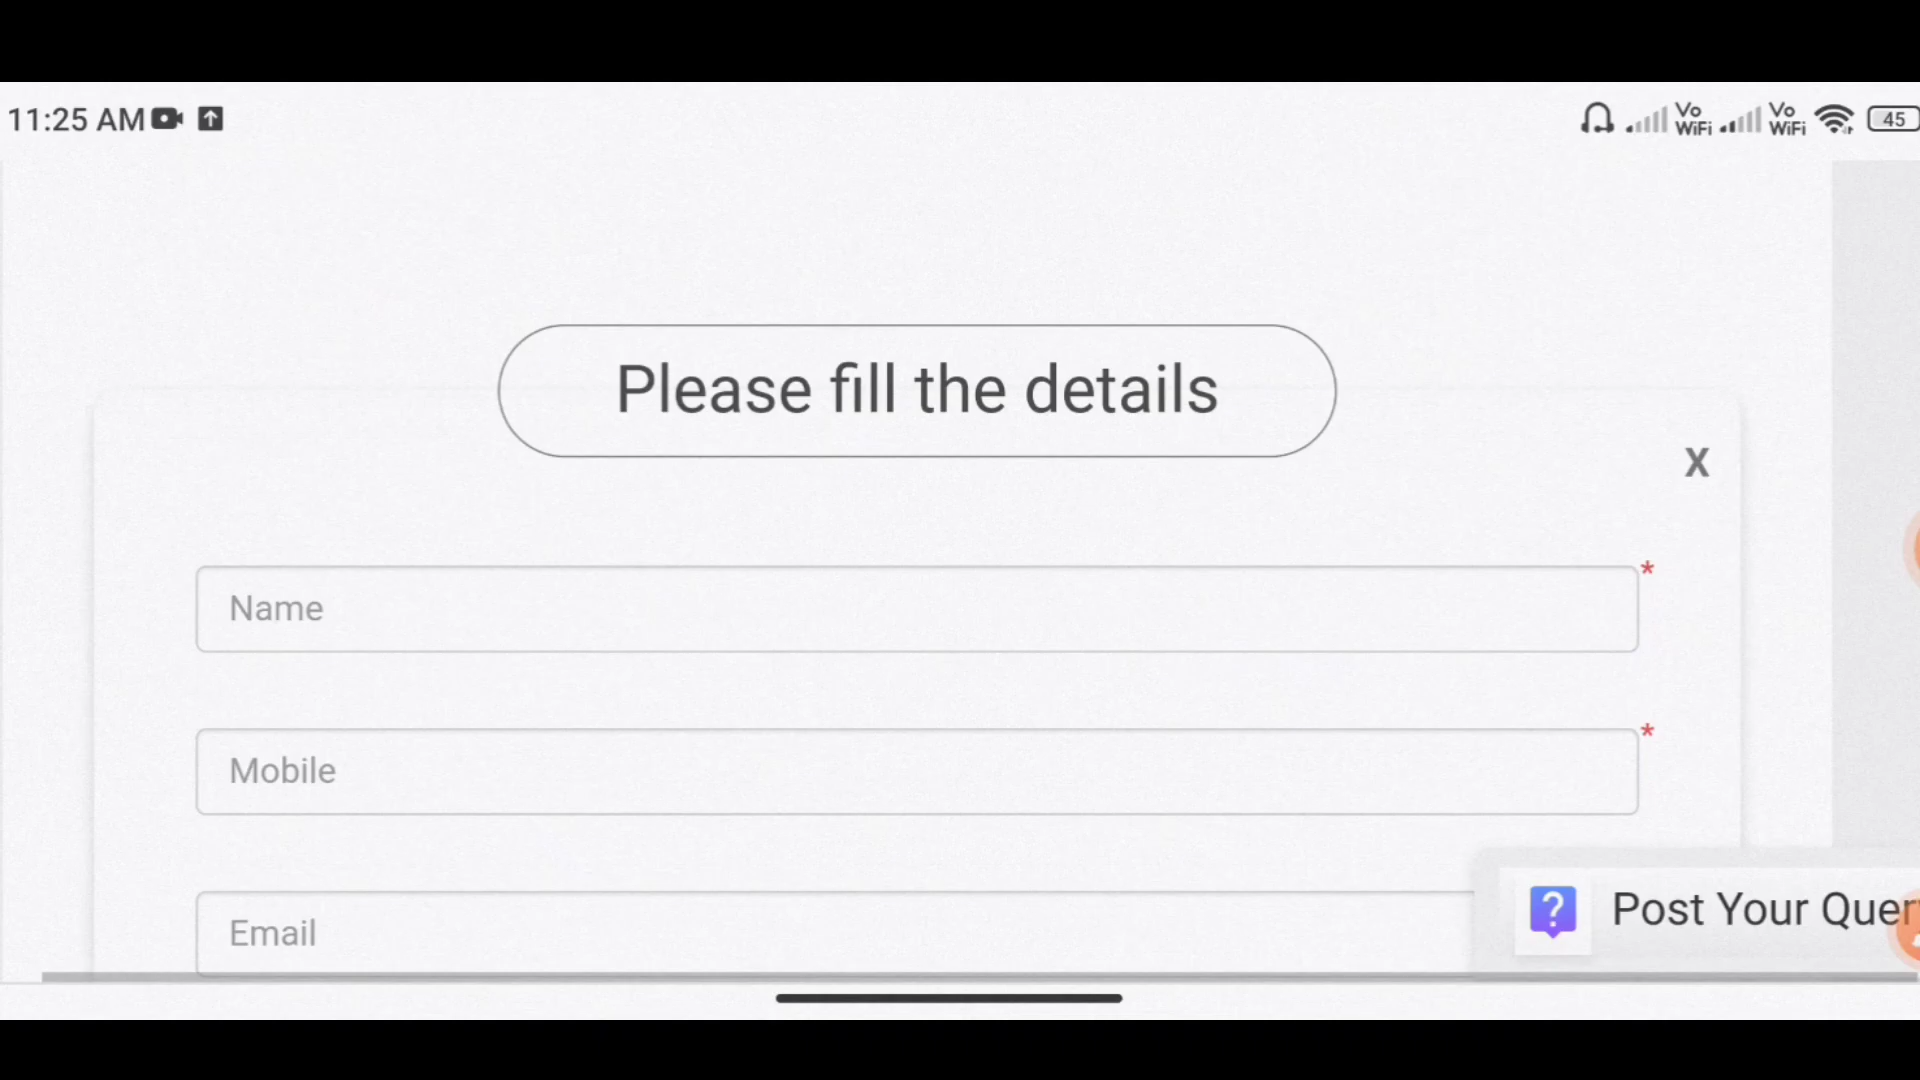 11:25 AM
Vo WiFi
Vo WiFi
45
Please fill the details
X
Name
*
Mobile
*
Email
Post Your Quer